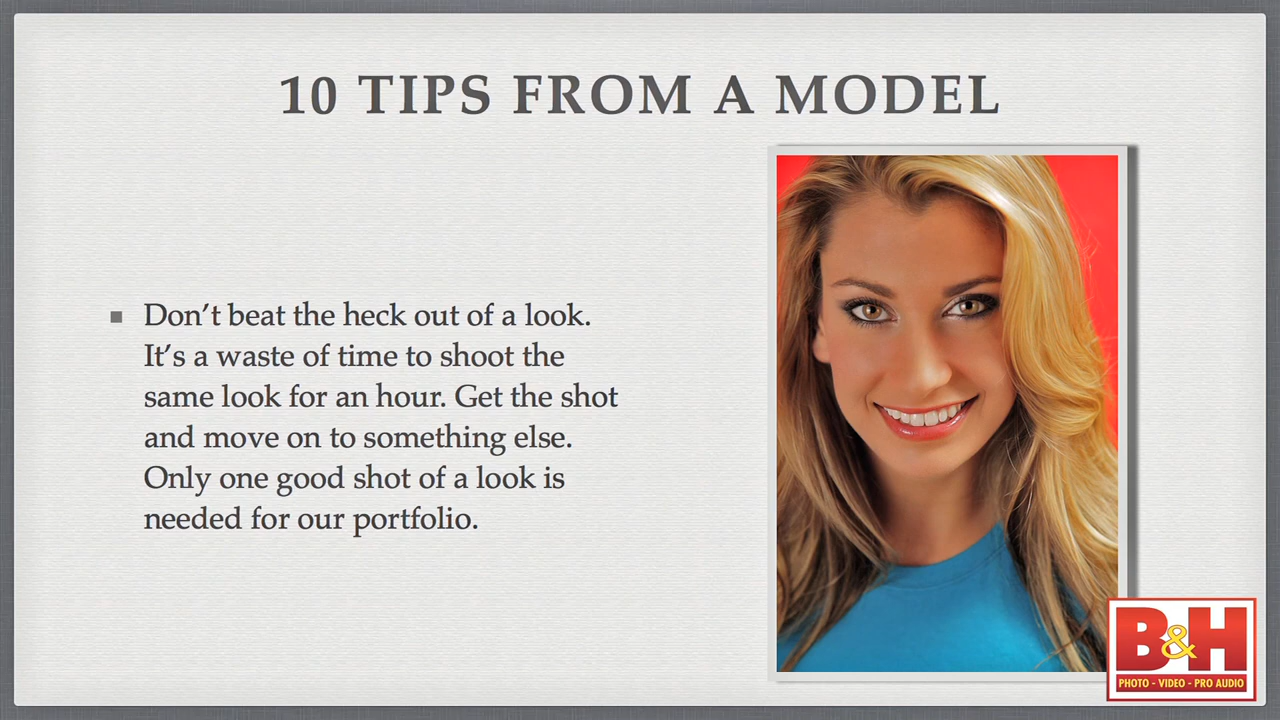 10 TIPS FROM A MODEL
Don't beat the heck out of a look.
It's a waste of time to shoot the
same look for an hour. Get the shot
and move on to something else.
Only one good shot of a look is
needed for our portfolio.
B&H
PHOTO - VIDEO - PRO AUDIO